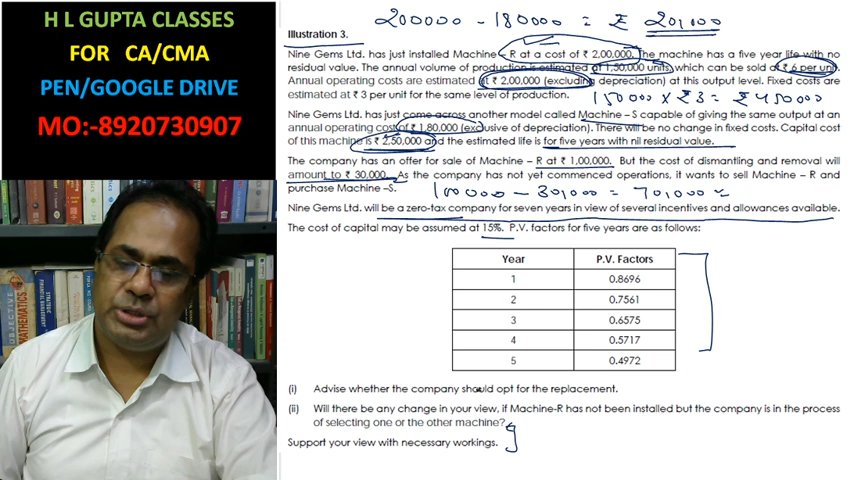 H L GUPTA CLASSES
FOR CA/CMA
PEN/GOOGLE DRIVE
MO:-8920730907
200000 - 180000 = ₹ 20,000
Illustration 3.
Nine Gems Ltd. has just installed Machine – R at a cost of ₹ 2,00,000. The machine has a five year life with no
residual value. The annual volume of production is estimated at 1,50,000 units, which can be sold at ₹ 6 per unit.
Annual operating costs are estimated at ₹ 2,00,000 (excluding depreciation) at this output level. Fixed costs are
estimated at ₹ 3 per unit for the same level of production.
150000 x ₹3 = ₹450000
Nine Gems Ltd. has just come across another model called Machine – S capable of giving the same output at an
annual operating cost of ₹ 1,80,000 (exclusive of depreciation). There will be no change in fixed costs. Capital cost
of this machine is ₹ 2,50,000 and the estimated life is for five years with nil residual value.
The company has an offer for sale of Machine – R at ₹ 1,00,000. But the cost of dismantling and removal will
amount to ₹ 30,000. As the company has not yet commenced operations, it wants to sell Machine – R and
purchase Machine –S.
100000 - 30,000 = 70,000
Nine Gems Ltd. will be a zero-tax company for seven years in view of several incentives and allowances available.
The cost of capital may be assumed at 15%. P.V. factors for five years are as follows:
Year P.V. Factors
1 0.8696
2 0.7561
3 0.6575
4 0.5717
5 0.4972
(i) Advise whether the company should opt for the replacement.
(ii) Will there be any change in your view, if Machine-R has not been installed but the company is in the process
of selecting one or the other machine?
Support your view with necessary workings.